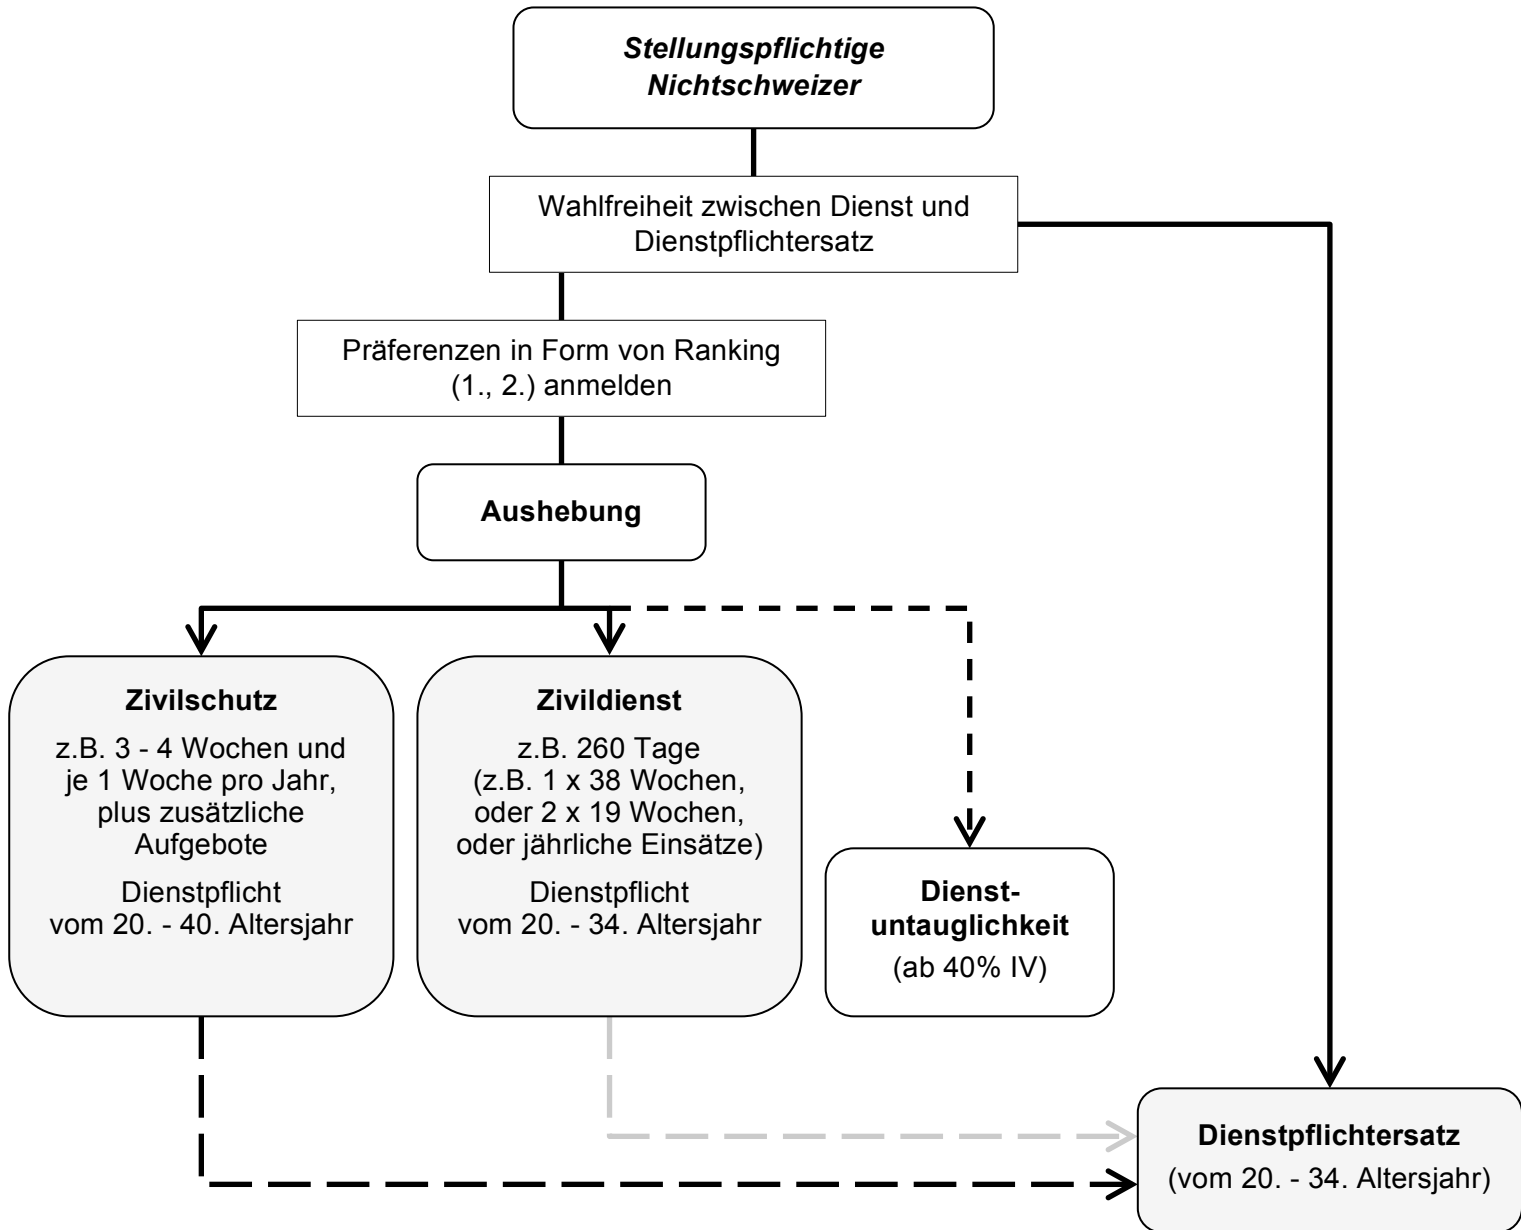 Stellungspflichtige
Nichtschweizer
Wahlfreiheit zwischen Dienst und
Dienstpflichtersatz
Präferenzen in Form von Ranking
(1., 2.) anmelden
Aushebung
Zivilschutz
z.B. 3 - 4 Wochen und
je 1 Woche pro Jahr,
plus zusätzliche
Aufgebote
Dienstpflicht
vom 20. - 40. Altersjahr
Zivildienst
z.B. 260 Tage
(z.B. 1 x 38 Wochen,
oder 2 x 19 Wochen,
oder jährliche Einsätze)
Dienstpflicht
vom 20. - 34. Altersjahr
Dienst-
untauglichkeit
(ab 40% IV)
Dienstpflichtersatz
(vom 20. - 34. Altersjahr)